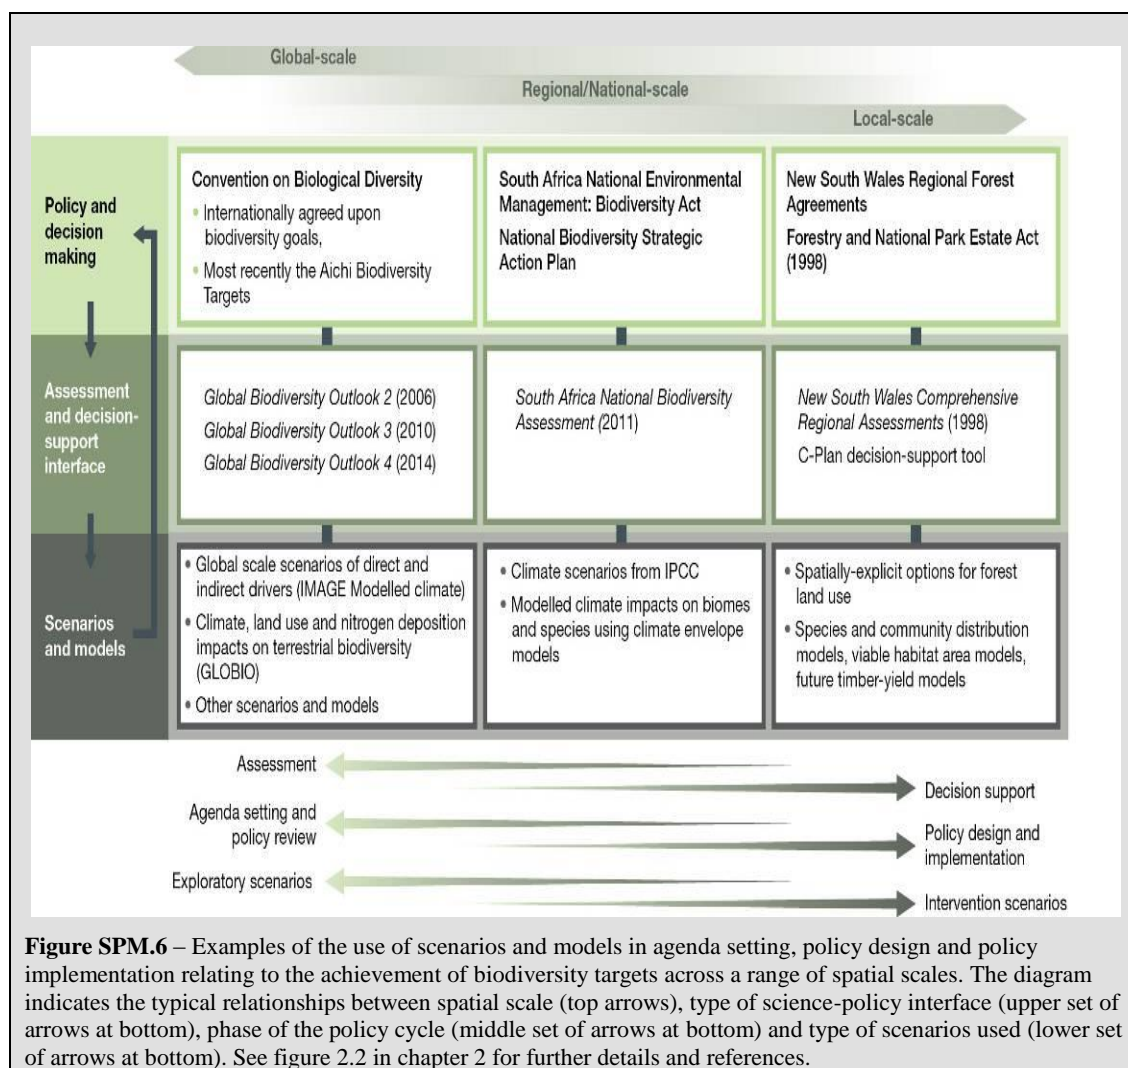 Global-scale
Regional/National-scale
Local-scale
Policy and
decision
making
Convention on Biological Diversity
• Internationally agreed upon
biodiversity goals,
• Most recently the Aichi Biodiversity
Targets
South Africa National Environmental
Management: Biodiversity Act
National Biodiversity Strategic
Action Plan
New South Wales Regional Forest
Agreements
Forestry and National Park Estate Act
(1998)
Assessment
and decision-
support
interface
Global Biodiversity Outlook 2 (2006)
Global Biodiversity Outlook 3 (2010)
Global Biodiversity Outlook 4 (2014)
South Africa National Biodiversity
Assessment (2011)
New South Wales Comprehensive
Regional Assessments (1998)
C-Plan decision-support tool
Scenarios
and models
• Global scale scenarios of direct and
indirect drivers (IMAGE Modelled climate)
• Climate, land use and nitrogen deposition
impacts on terrestrial biodiversity
(GLOBIO)
• Other scenarios and models
• Climate scenarios from IPCC
• Modelled climate impacts on biomes
and species using climate envelope
models
• Spatially-explicit options for forest
land use
• Species and community distribution
models, viable habitat area models,
future timber-yield models
Assessment
Decision support
Agenda setting and
policy review
Policy design and
implementation
Exploratory scenarios
Intervention scenarios
Figure SPM.6 – Examples of the use of scenarios and models in agenda setting, policy design and policy
implementation relating to the achievement of biodiversity targets across a range of spatial scales. The diagram
indicates the typical relationships between spatial scale (top arrows), type of science-policy interface (upper set of
arrows at bottom), phase of the policy cycle (middle set of arrows at bottom) and type of scenarios used (lower set
of arrows at bottom). See figure 2.2 in chapter 2 for further details and references.